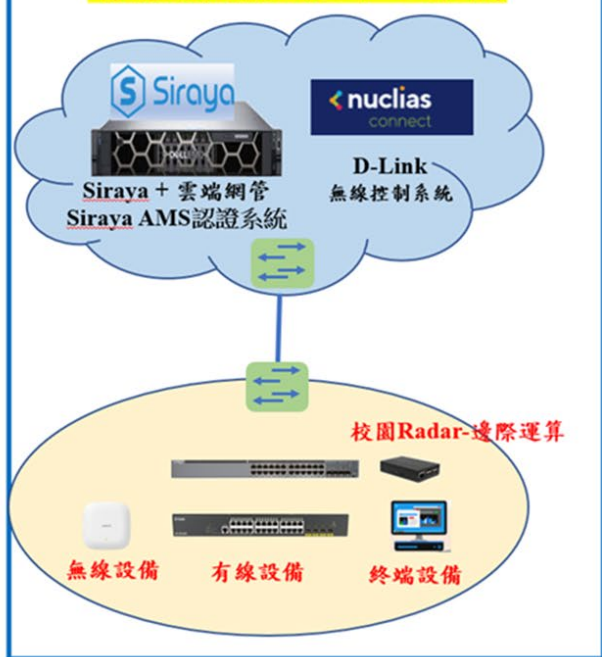 Siraya
nuclias
connect
DELL
Siraya + 雲端網管
Siraya AMS認證系統
D-Link
無線控制系統
校園Radar-邊際運算
無線設備
有線設備
終端設備